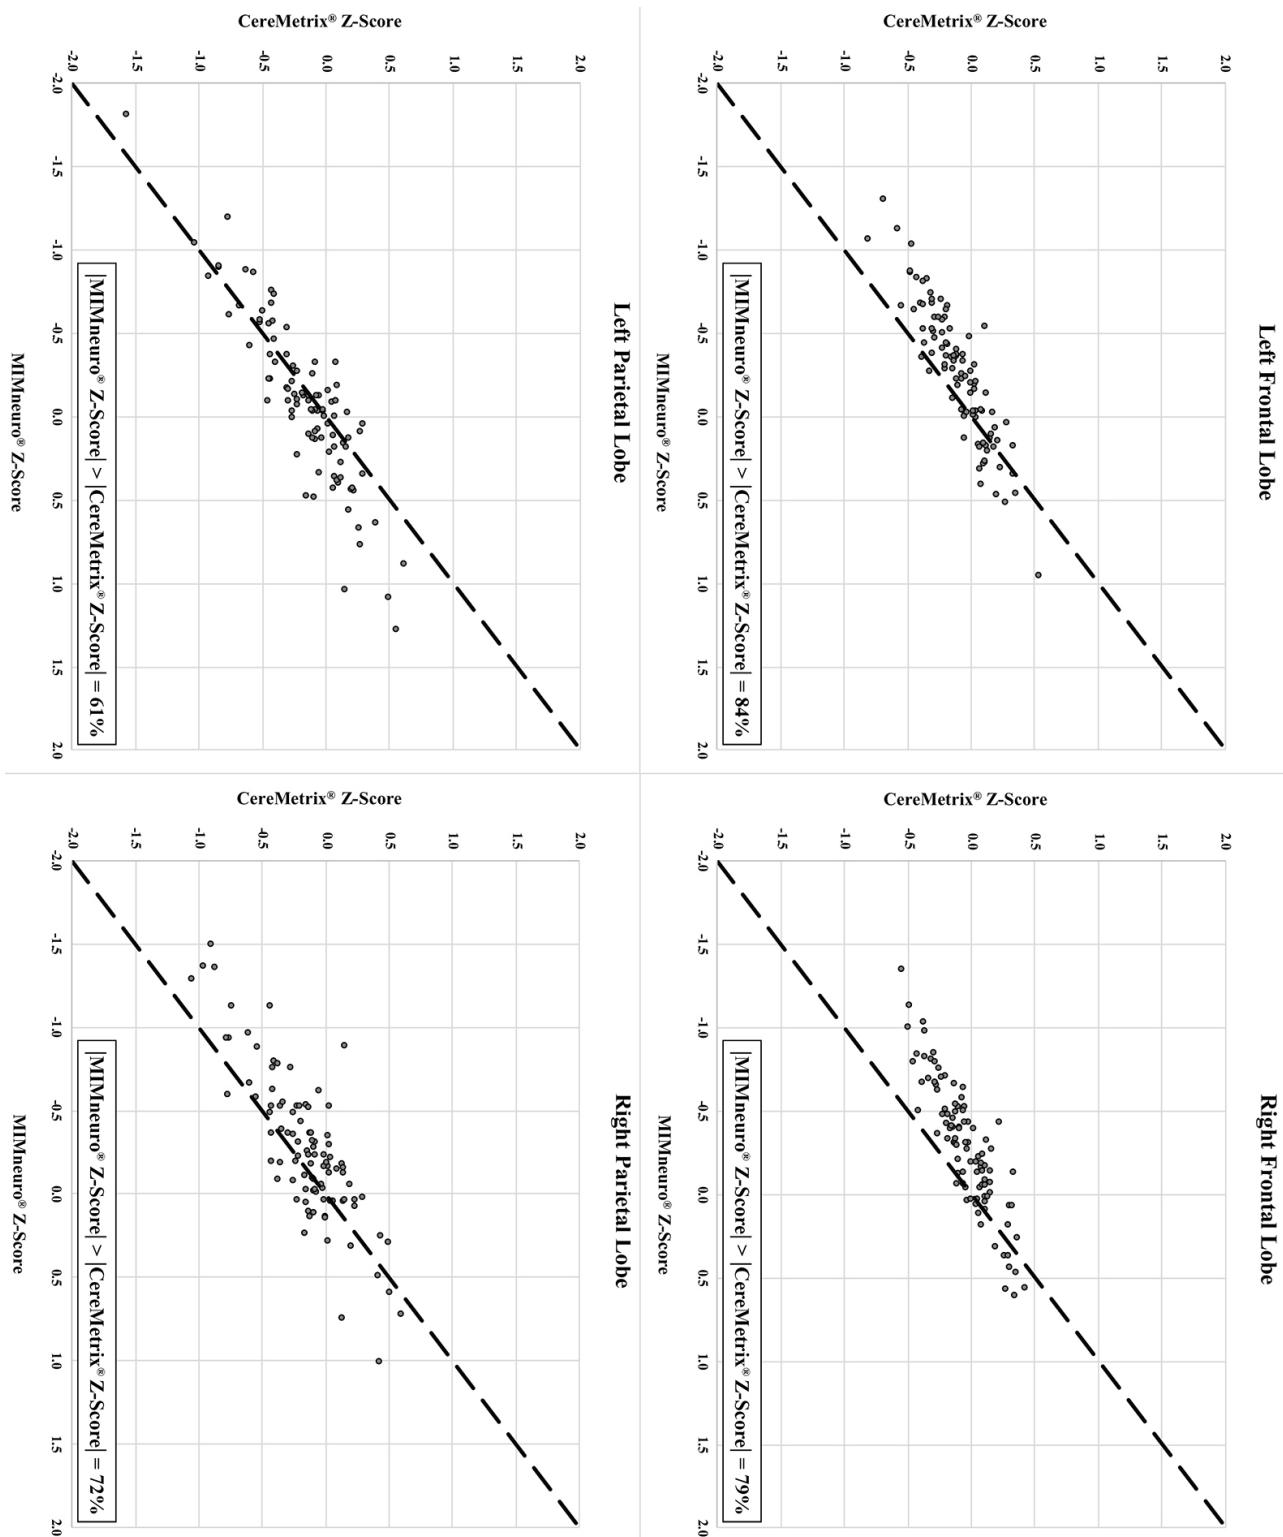 Left Frontal Lobe
CereMetrix® Z-Score
2.0
1.5
1.0
0.5
0.0
-0.5
-1.0
-1.5
-2.0
-2.0 -1.5 -1.0 -0.5 0.0 0.5 1.0 1.5 2.0
|MIMneuro® Z-Score| > |CereMetrix® Z-Score| = 84%
MIMneuro® Z-Score
Right Frontal Lobe
CereMetrix® Z-Score
2.0
1.5
1.0
0.5
0.0
-0.5
-1.0
-1.5
-2.0
-2.0 -1.5 -1.0 -0.5 0.0 0.5 1.0 1.5 2.0
|MIMneuro® Z-Score| > |CereMetrix® Z-Score| = 79%
MIMneuro® Z-Score
Left Parietal Lobe
CereMetrix® Z-Score
2.0
1.5
1.0
0.5
0.0
-0.5
-1.0
-1.5
-2.0
-2.0 -1.5 -1.0 -0.5 0.0 0.5 1.0 1.5 2.0
|MIMneuro® Z-Score| > |CereMetrix® Z-Score| = 61%
MIMneuro® Z-Score
Right Parietal Lobe
CereMetrix® Z-Score
2.0
1.5
1.0
0.5
0.0
-0.5
-1.0
-1.5
-2.0
-2.0 -1.5 -1.0 -0.5 0.0 0.5 1.0 1.5 2.0
|MIMneuro® Z-Score| > |CereMetrix® Z-Score| = 72%
MIMneuro® Z-Score